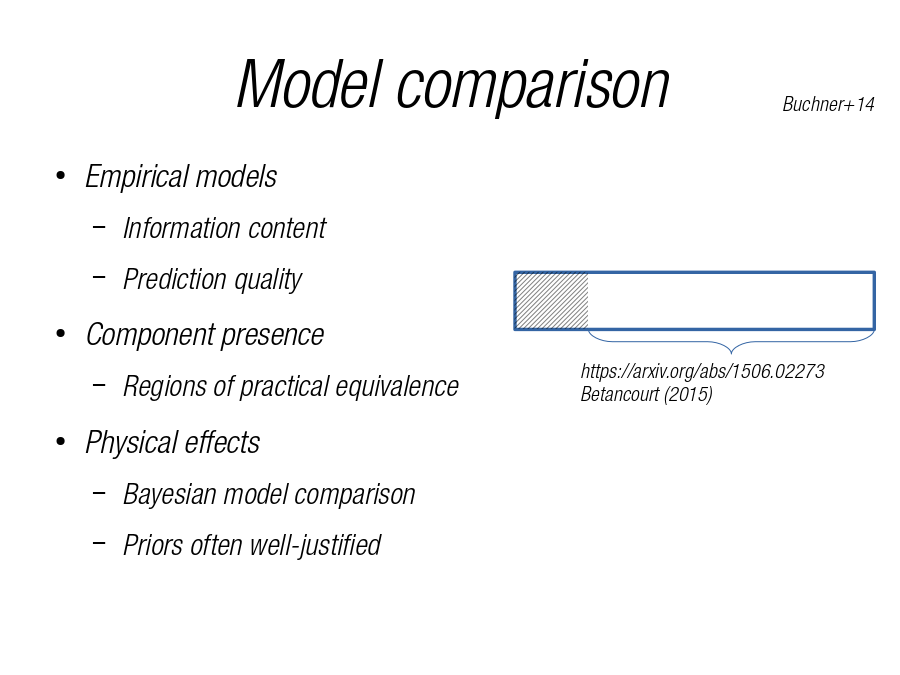 Model comparison
Buchner+14
• Empirical models
– Information content
– Prediction quality
• Component presence
– Regions of practical equivalence
• Physical effects
– Bayesian model comparison
– Priors often well-justified
https://arxiv.org/abs/1506.02273
Betancourt (2015)